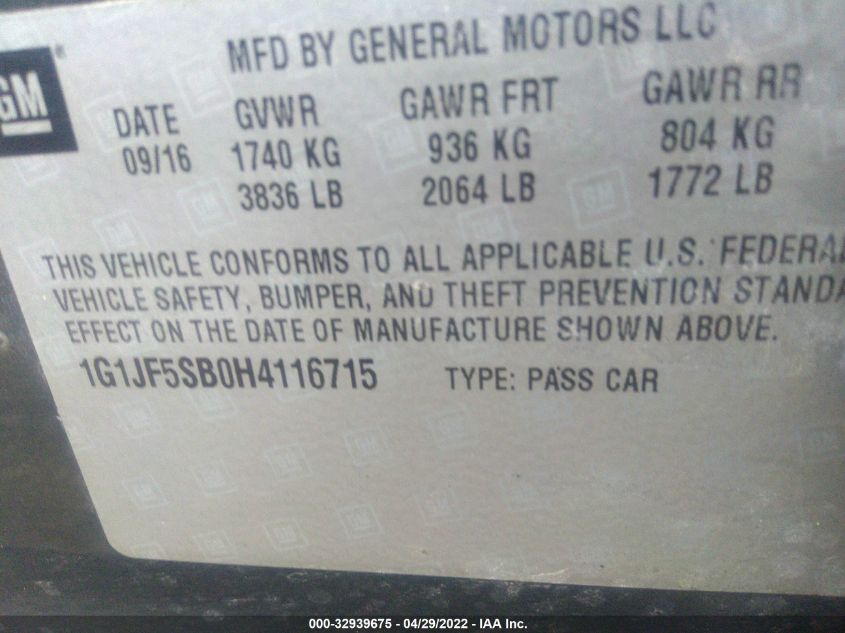 GM
MFD BY GENERAL MOTORS LLC
DATE GVWR GAWR FRT GAWR RR
09/16 1740 KG 936 KG 804 KG
3836 LB 2064 LB 1772 LB
THIS VEHICLE CONFORMS TO ALL APPLICABLE U.S. FEDERAL
VEHICLE SAFETY, BUMPER, AND THEFT PREVENTION STANDA
EFFECT ON THE DATE OF MANUFACTURE SHOWN ABOVE.
1G1JF5SB0H4116715 TYPE: PASS CAR
000-32939675 - 04/29/2022 - IAA Inc.